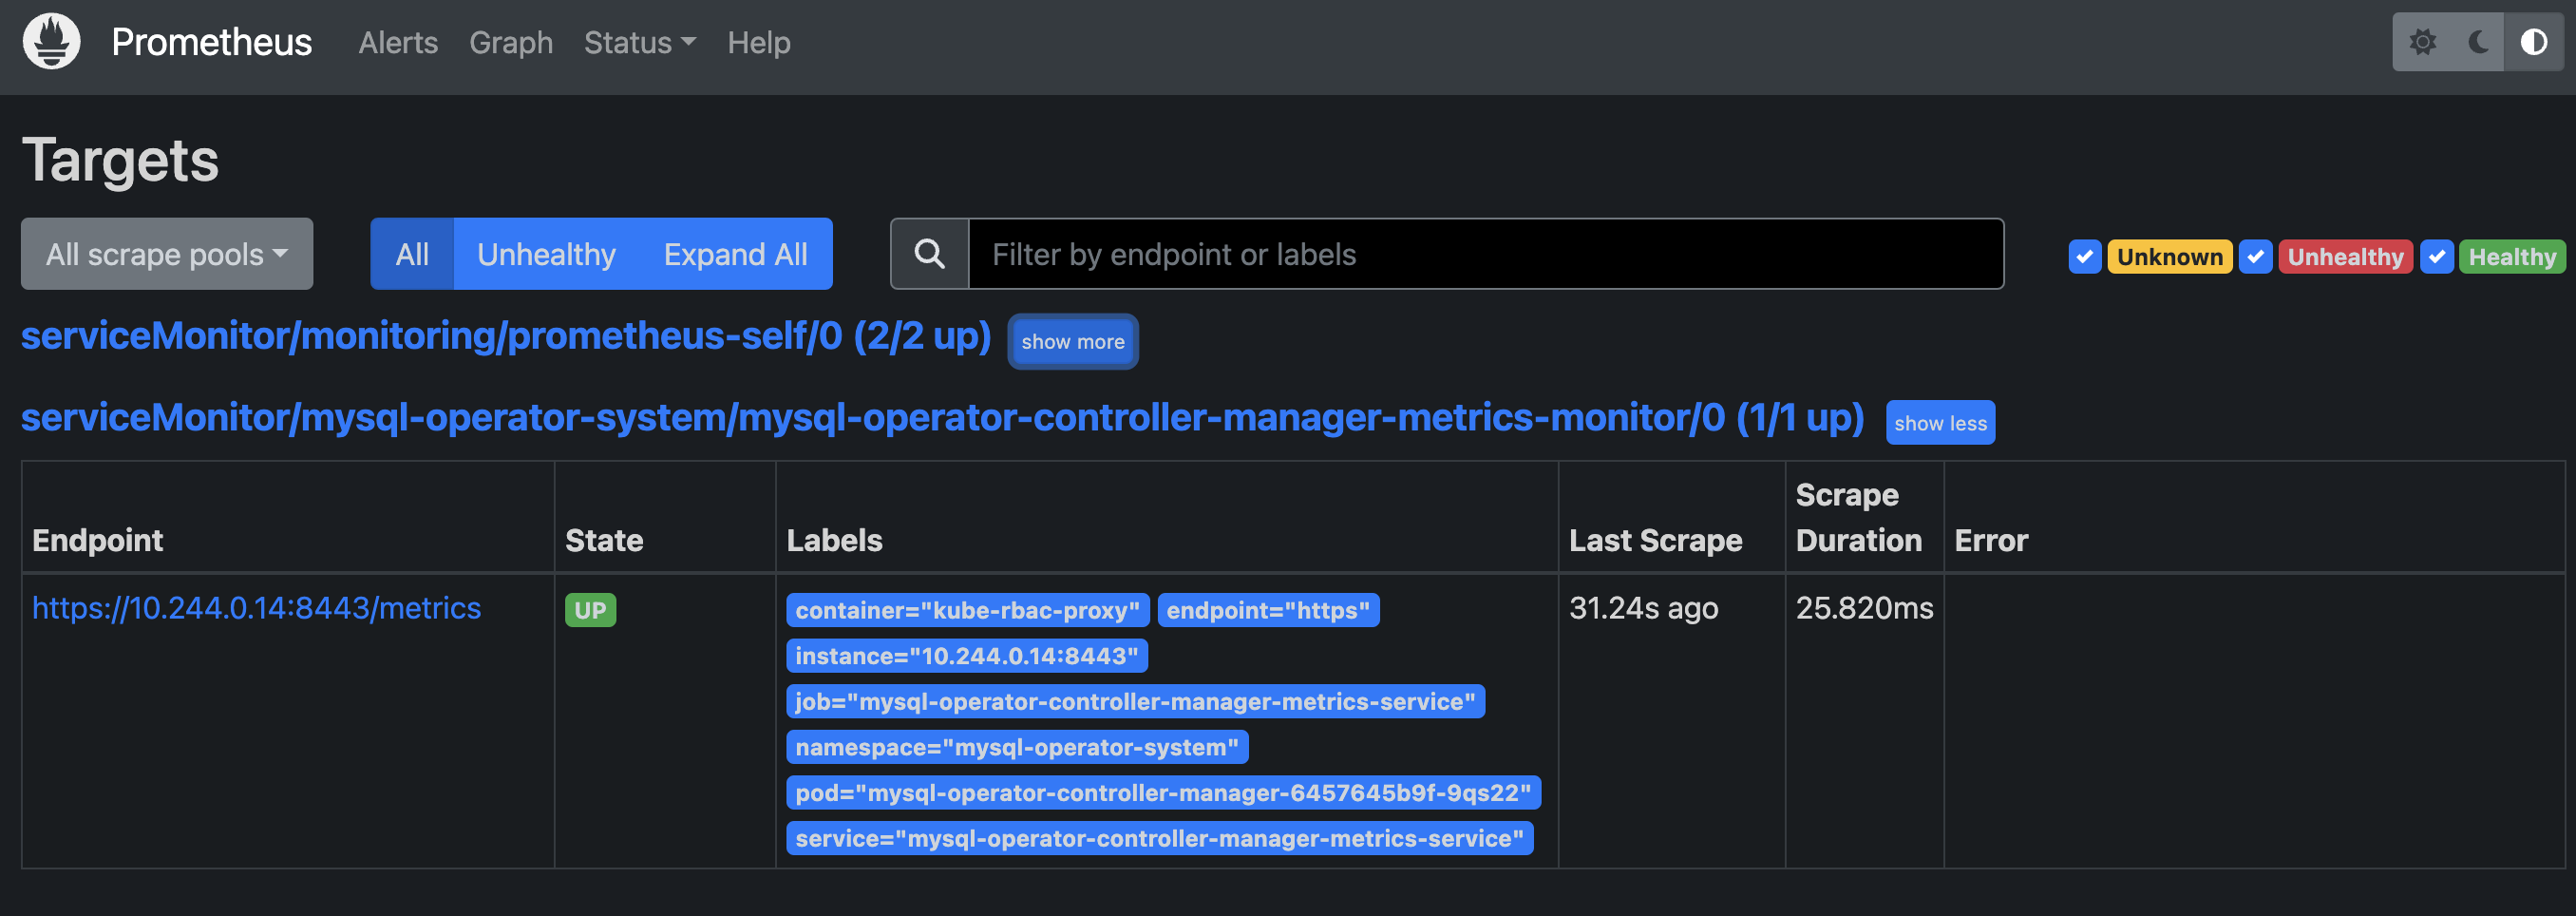 Prometheus Alerts Graph Status Help
Targets
All scrape pools All Unhealthy Expand All Filter by endpoint or labels Unknown Unhealthy Healthy
serviceMonitor/monitoring/prometheus-self/0 (2/2 up) show more
serviceMonitor/mysql-operator-system/mysql-operator-controller-manager-metrics-monitor/0 (1/1 up) show less
Endpoint State Labels Last Scrape Scrape Duration Error
https://10.244.0.14:8443/metrics UP container="kube-rbac-proxy" endpoint="https" 31.24s ago 25.820ms
instance="10.244.0.14:8443"
job="mysql-operator-controller-manager-metrics-service"
namespace="mysql-operator-system"
pod="mysql-operator-controller-manager-6457645b9f-9qs22"
service="mysql-operator-controller-manager-metrics-service"